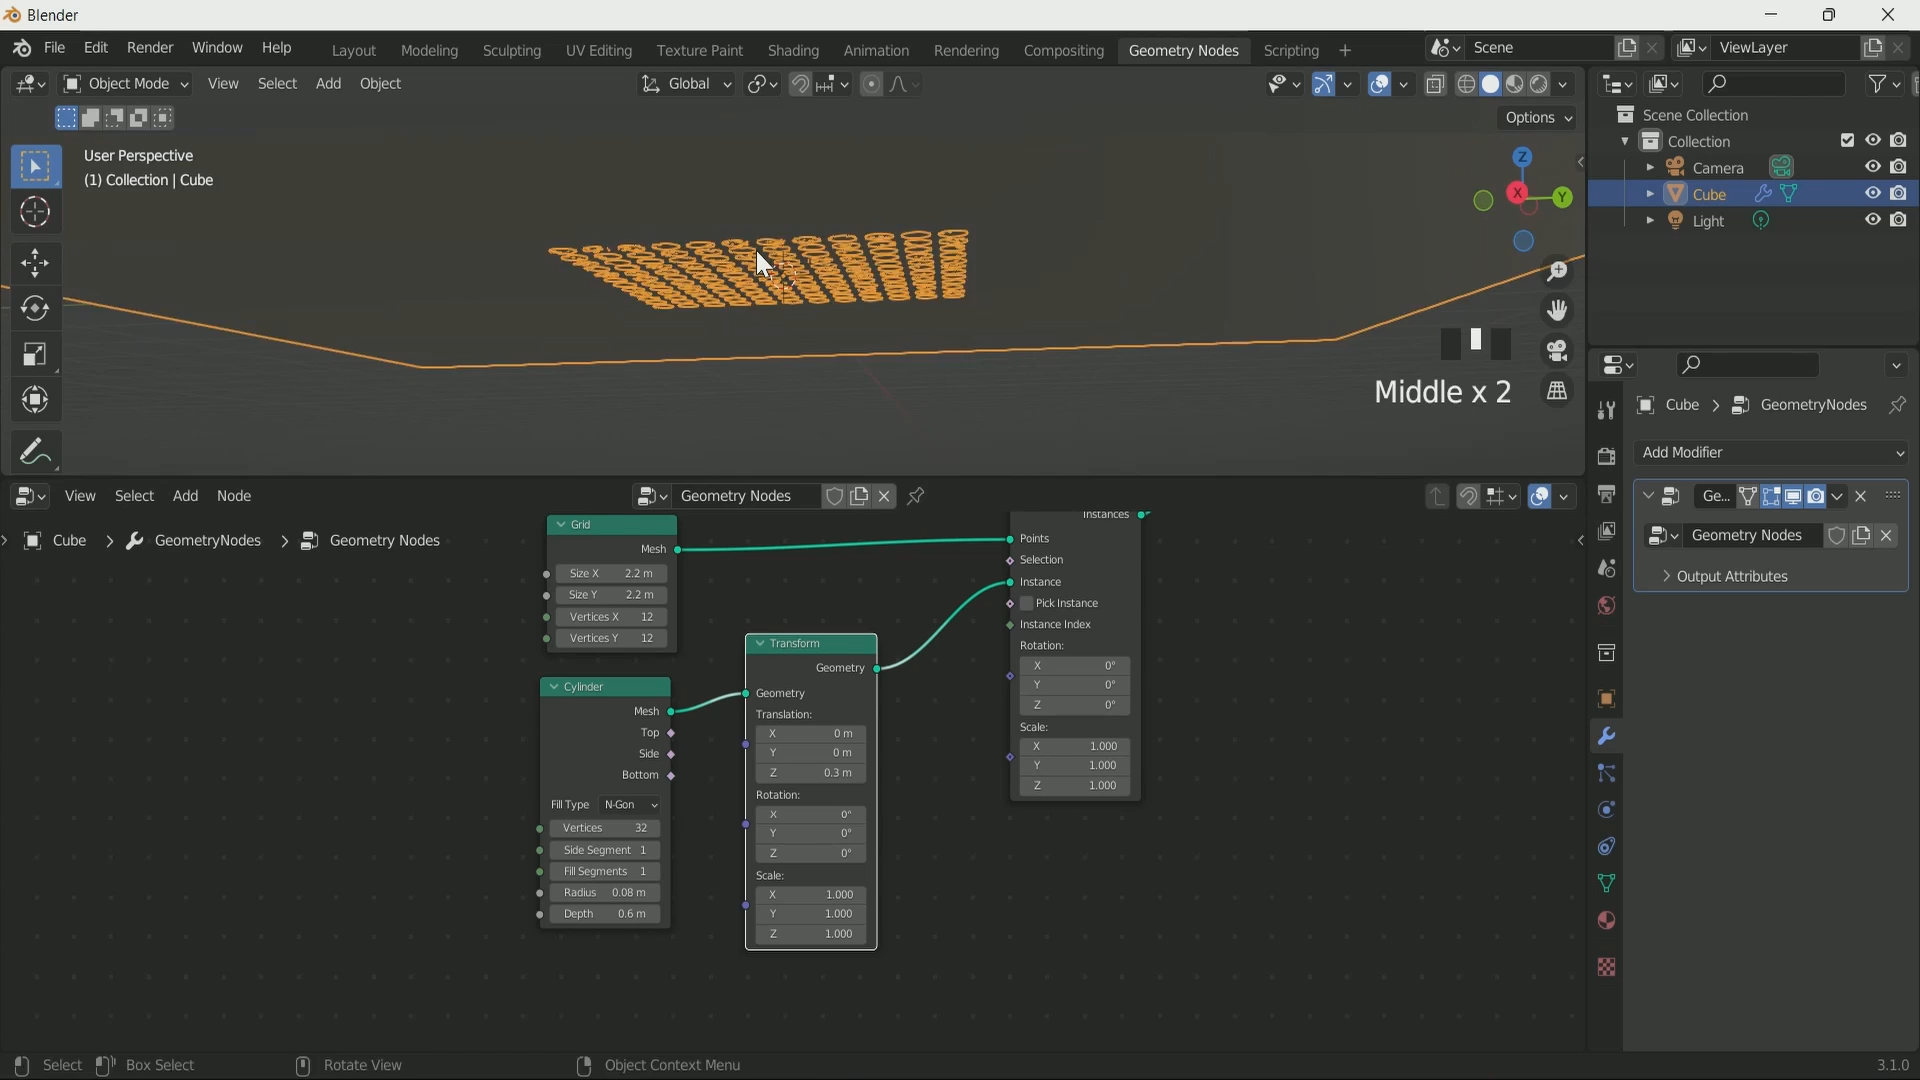 Blender
File Edit Render Window Help Layout Modeling Sculpting UV Editing Texture Paint Shading Animation Rendering Compositing Geometry Nodes Scripting + Scene ViewLayer
Object Mode View Select Add Object Global
Options
User Perspective
(1) Collection | Cube
Z
X
Y
Middle x 2
Scene Collection
Collection
Camera
Cube
Light
Cube > GeometryNodes
Add Modifier
Ge...
Geometry Nodes
Output Attributes
View Select Add Node Geometry Nodes
Cube > GeometryNodes > Geometry Nodes
Grid
Mesh
Size X 2.2 m
Size Y 2.2 m
Vertices X 12
Vertices Y 12
Cylinder
Mesh
Top
Side
Bottom
Fill Type N-Gon
Vertices 32
Side Segment 1
Fill Segments 1
Radius 0.08 m
Depth 0.6 m
Transform
Geometry
Geometry
Translation:
X 0 m
Y 0 m
Z 0.3 m
Rotation:
X 0°
Y 0°
Z 0°
Scale:
X 1.000
Y 1.000
Z 1.000
Instances
Points
Selection
Instance
Pick Instance
Instance Index
Rotation:
X 0°
Y 0°
Z 0°
Scale:
X 1.000
Y 1.000
Z 1.000
Select Box Select Rotate View Object Context Menu 3.1.0